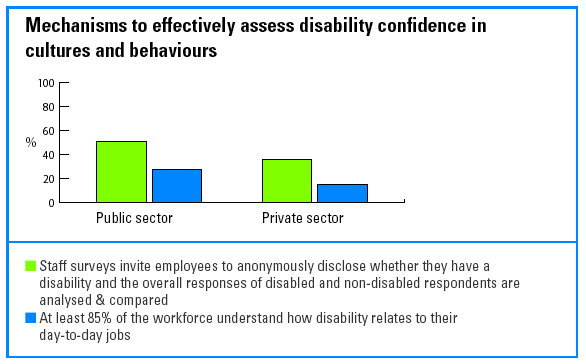 Mechanisms to effectively assess disability confidence in
cultures and behaviours
100
80
60
%
40
20
0
Public sector
Private sector
Staff surveys invite employees to anonymously disclose whether they have a
disability and the overall responses of disabled and non-disabled respondents are
analysed & compared
At least 85% of the workforce understand how disability relates to their
day-to-day jobs